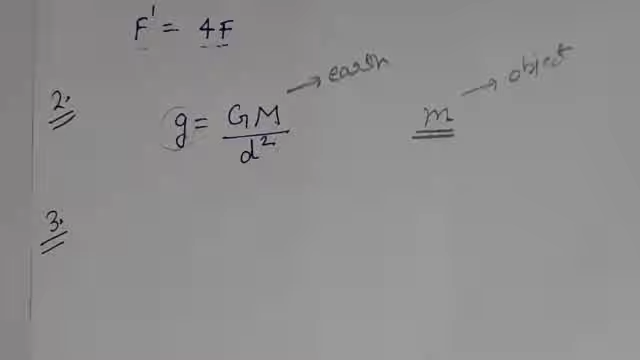 F' = 4F
2. g = GM/d² → earth m → object
3.